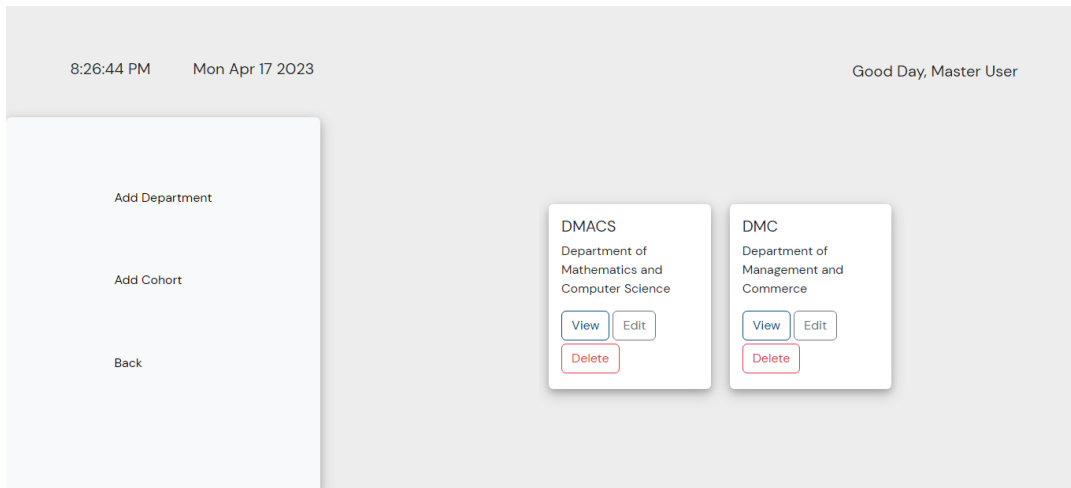 8:26:44 PM Mon Apr 17 2023
Good Day, Master User
Add Department
Add Cohort
Back
DMACS
Department of
Mathematics and
Computer Science
View Edit
Delete
DMC
Department of
Management and
Commerce
View Edit
Delete